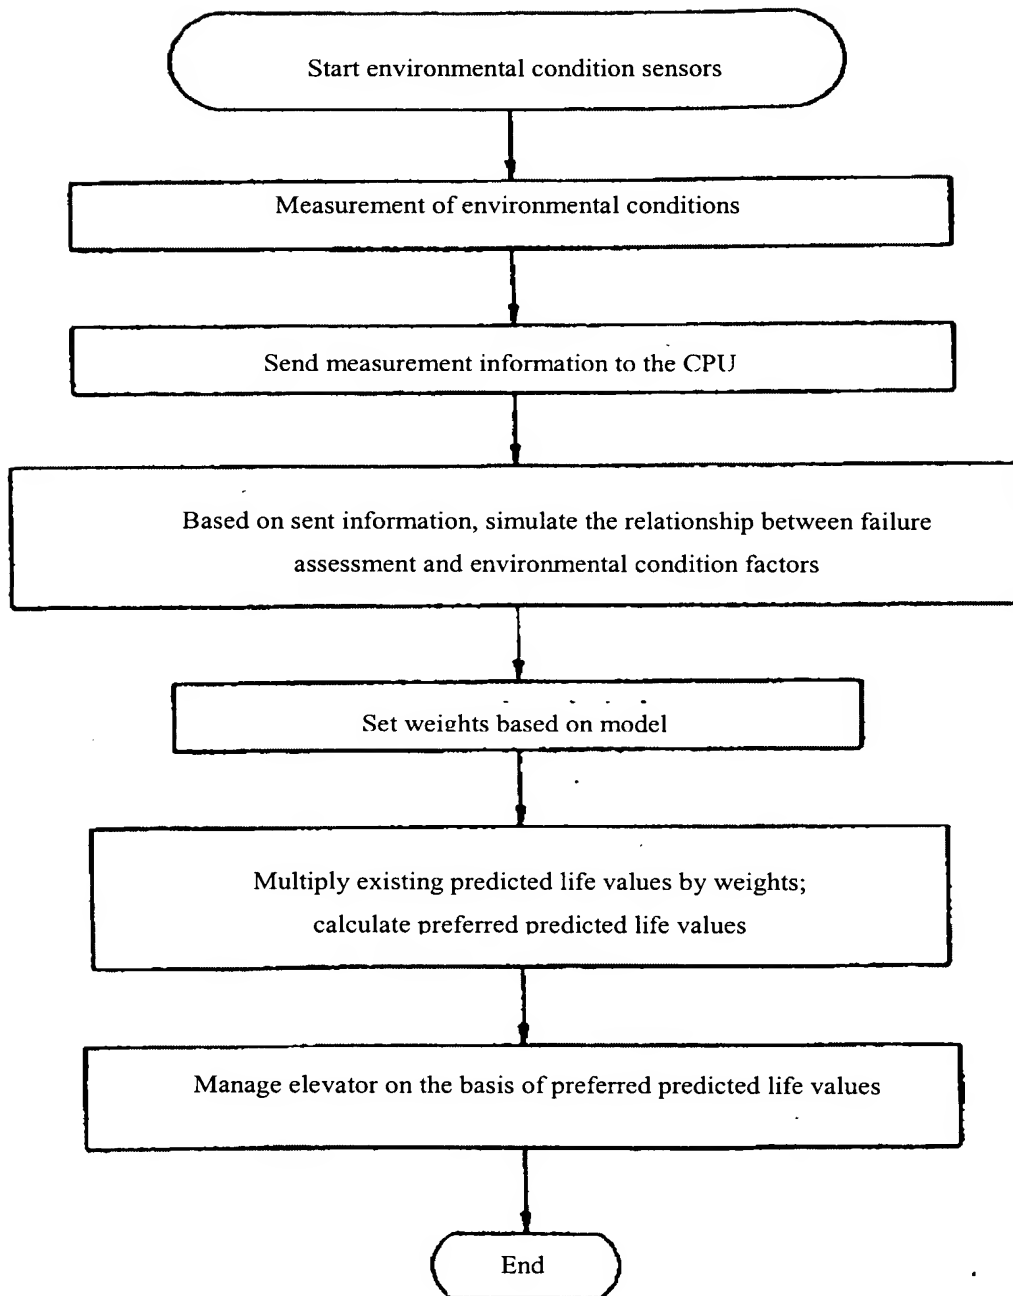 Start environmental condition sensors
Measurement of environmental conditions
Send measurement information to the CPU
Based on sent information, simulate the relationship between failure
assessment and environmental condition factors
Set weights based on model
Multiply existing predicted life values by weights;
calculate preferred predicted life values
Manage elevator on the basis of preferred predicted life values
End